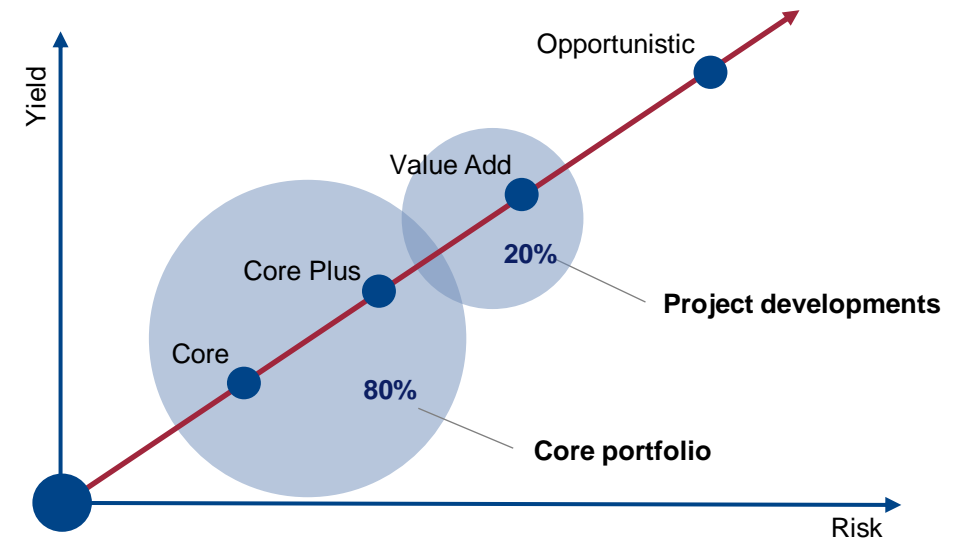 Opportunistic
Yield
Value Add
20%
Core Plus
Project developments
Core
80%
Core portfolio
Risk